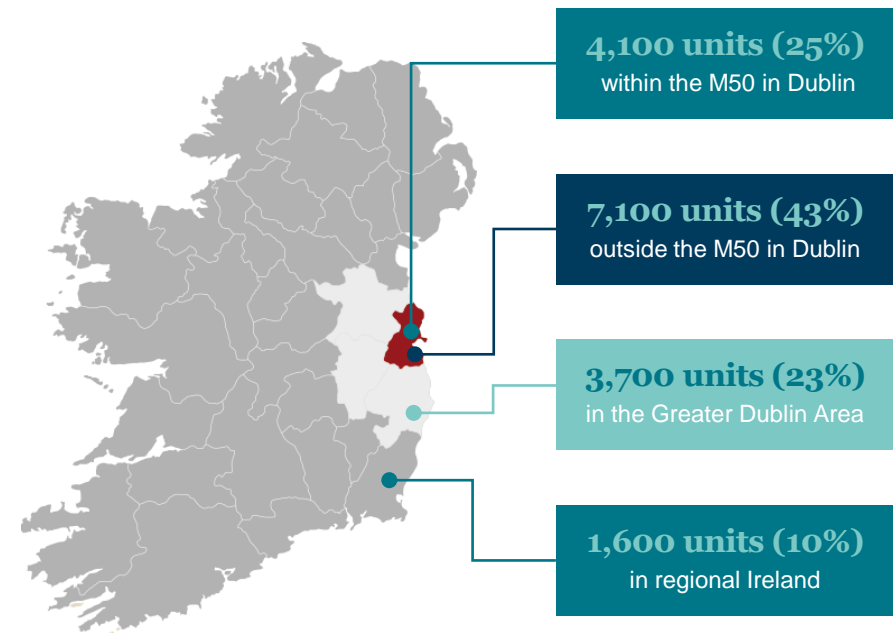 4,100 units (25%)
within the M50 in Dublin
7,100 units (43%)
outside the M50 in Dublin
3,700 units (23%)
in the Greater Dublin Area
1,600 units (10%)
in regional Ireland